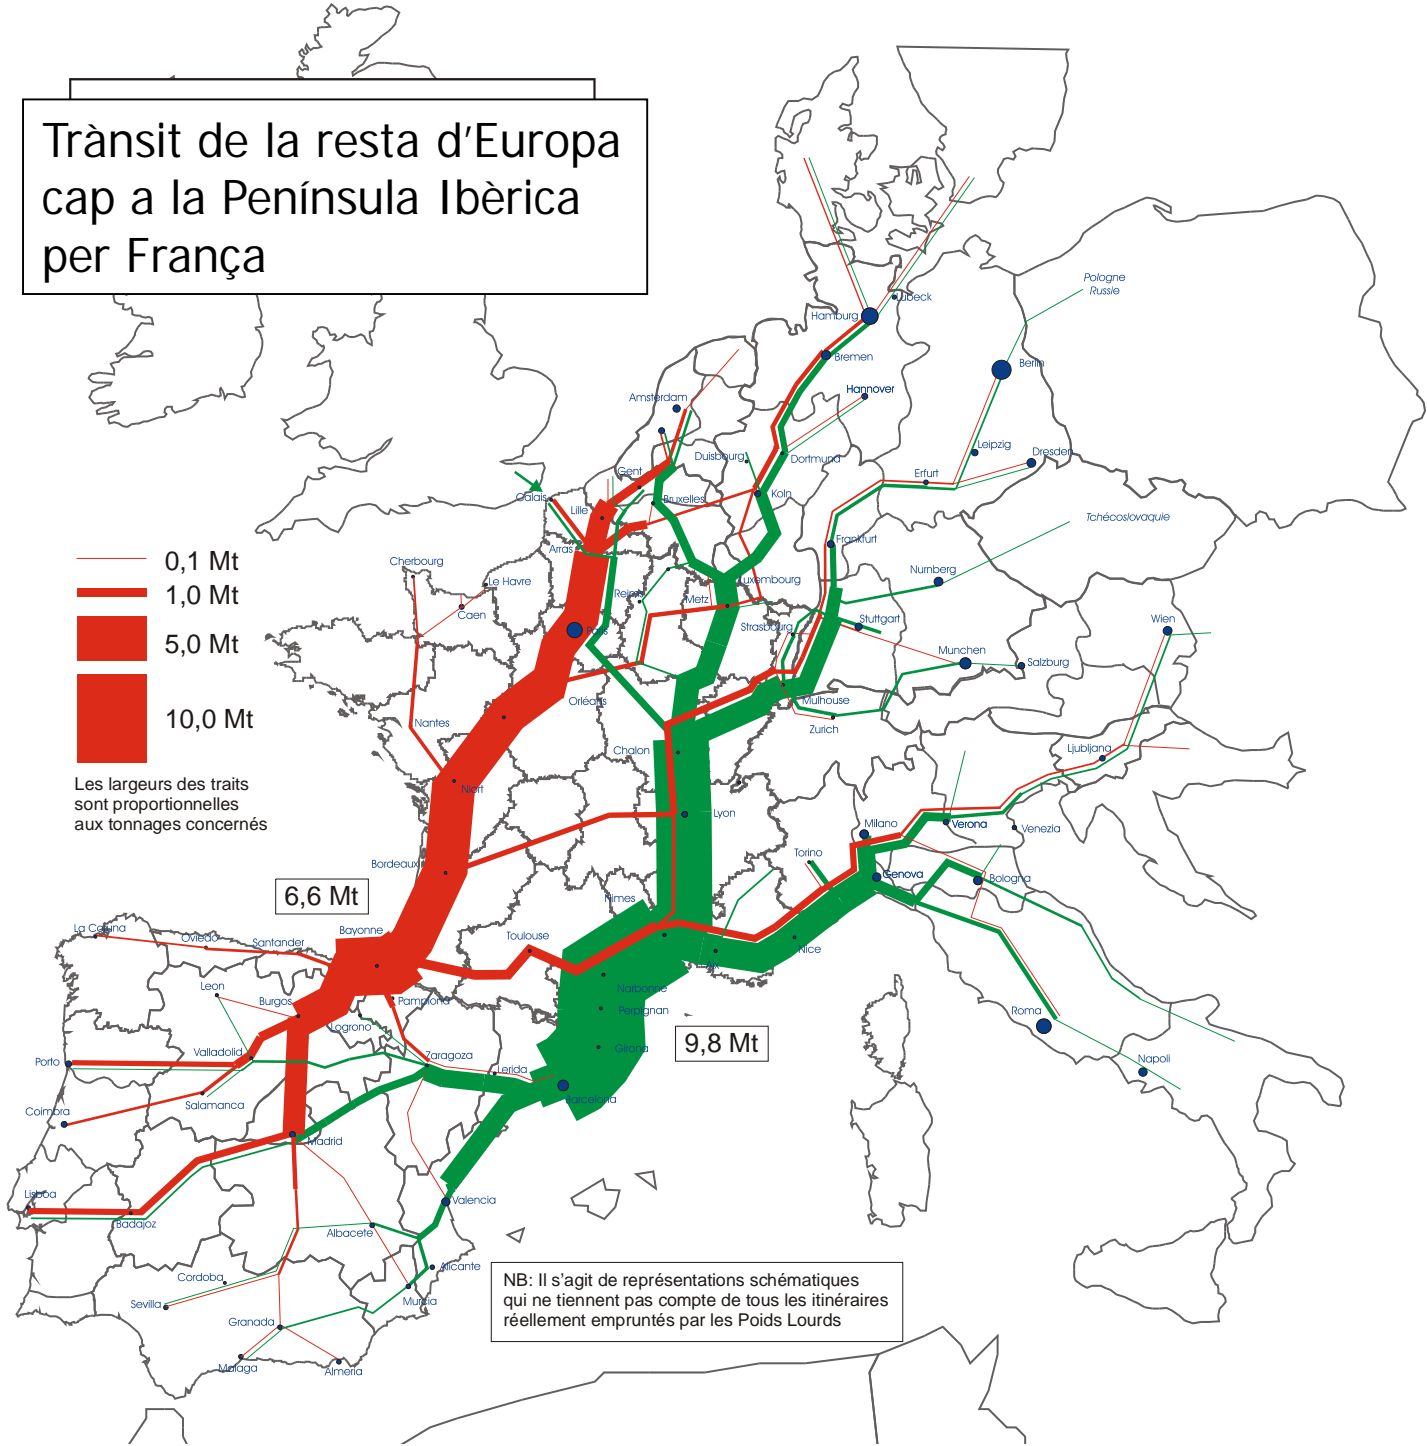 Trànsit de la resta d'Europa
cap a la Península Ibèrica
per França
Pologne
Russie
Lubeck
Hamburg
Bremen
Berlin
Hannover
Amsterdam
Duisbourg
Dortmund
Leipzig
Dresden
Gent
Erfurt
Calais
Bruxelles
Koln
Lille
Tchécoslovaquie
Arras
Frankfurt
0,1 Mt
Cherbourg
Nurnberg
Le Havre
Luxembourg
1,0 Mt
Reims
Metz
Caen
Stuttgart
Wien
Strasbourg
Paris
5,0 Mt
Munchen
Salzburg
Orléans
Mulhouse
10,0 Mt
Nantes
Zurich
Chalon
Ljubljana
Les largeurs des traits
sont proportionnelles
aux tonnages concernés
Niort
Lyon
Milano
Verona
Venezia
Torino
Bordeaux
Genova
Bologna
6,6 Mt
Nimes
La Coruna
Bayonne
Oviedo
Santander
Toulouse
Nice
Aix
Leon
Narbonne
Burgos
Pamplona
Perpignan
Roma
Logrono
9,8 Mt
Girona
Valladolid
Zaragoza
Porto
Lerida
Napoli
Barcelona
Salamanca
Coimbra
Madrid
Lisboa
Valencia
Badajoz
Albacete
Alicante
Cordoba
Murcia
Sevilla
Granada
Malaga
Almeria
NB: Il s'agit de représentations schématiques
qui ne tiennent pas compte de tous les itinéraires
réellement empruntés par les Poids Lourds